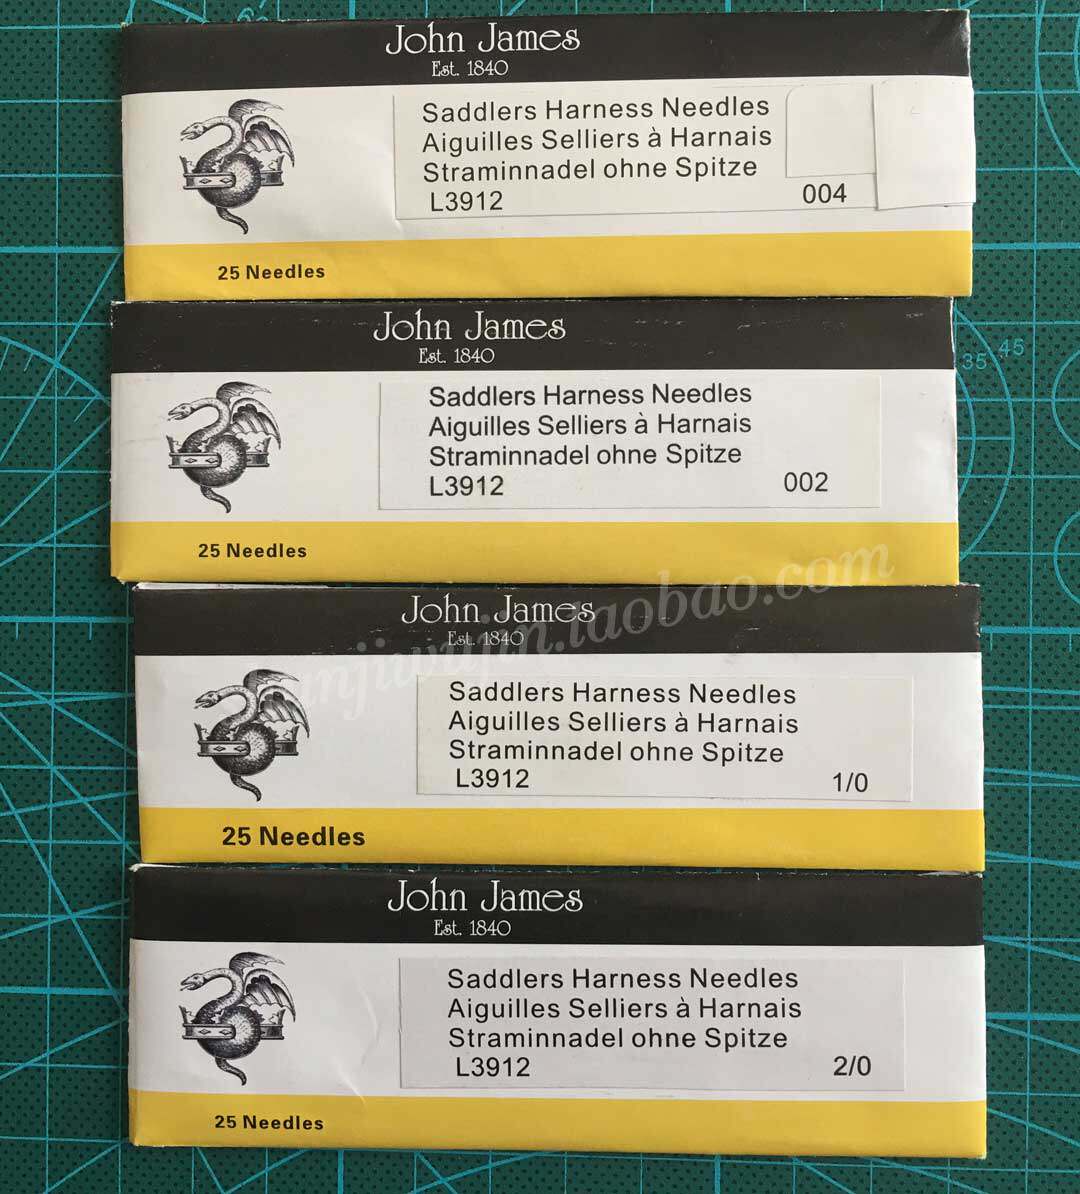 John James
Est. 1840
Saddlers Harness Needles
Aiguilles Selliers à Harnais
Straminnadel ohne Spitze
L3912 004
25 Needles
John James
Est. 1840
35 45
Saddlers Harness Needles
Aiguilles Selliers à Harnais
Straminnadel ohne Spitze
L3912 002
25 Needles
John James
Est. 1840
Saddlers Harness Needles
Aiguilles Selliers à Harnais
Straminnadel ohne Spitze
L3912 1/0
25 Needles
John James
Est. 1840
Saddlers Harness Needles
Aiguilles Selliers à Harnais
Straminnadel ohne Spitze
L3912 2/0
25 Needles